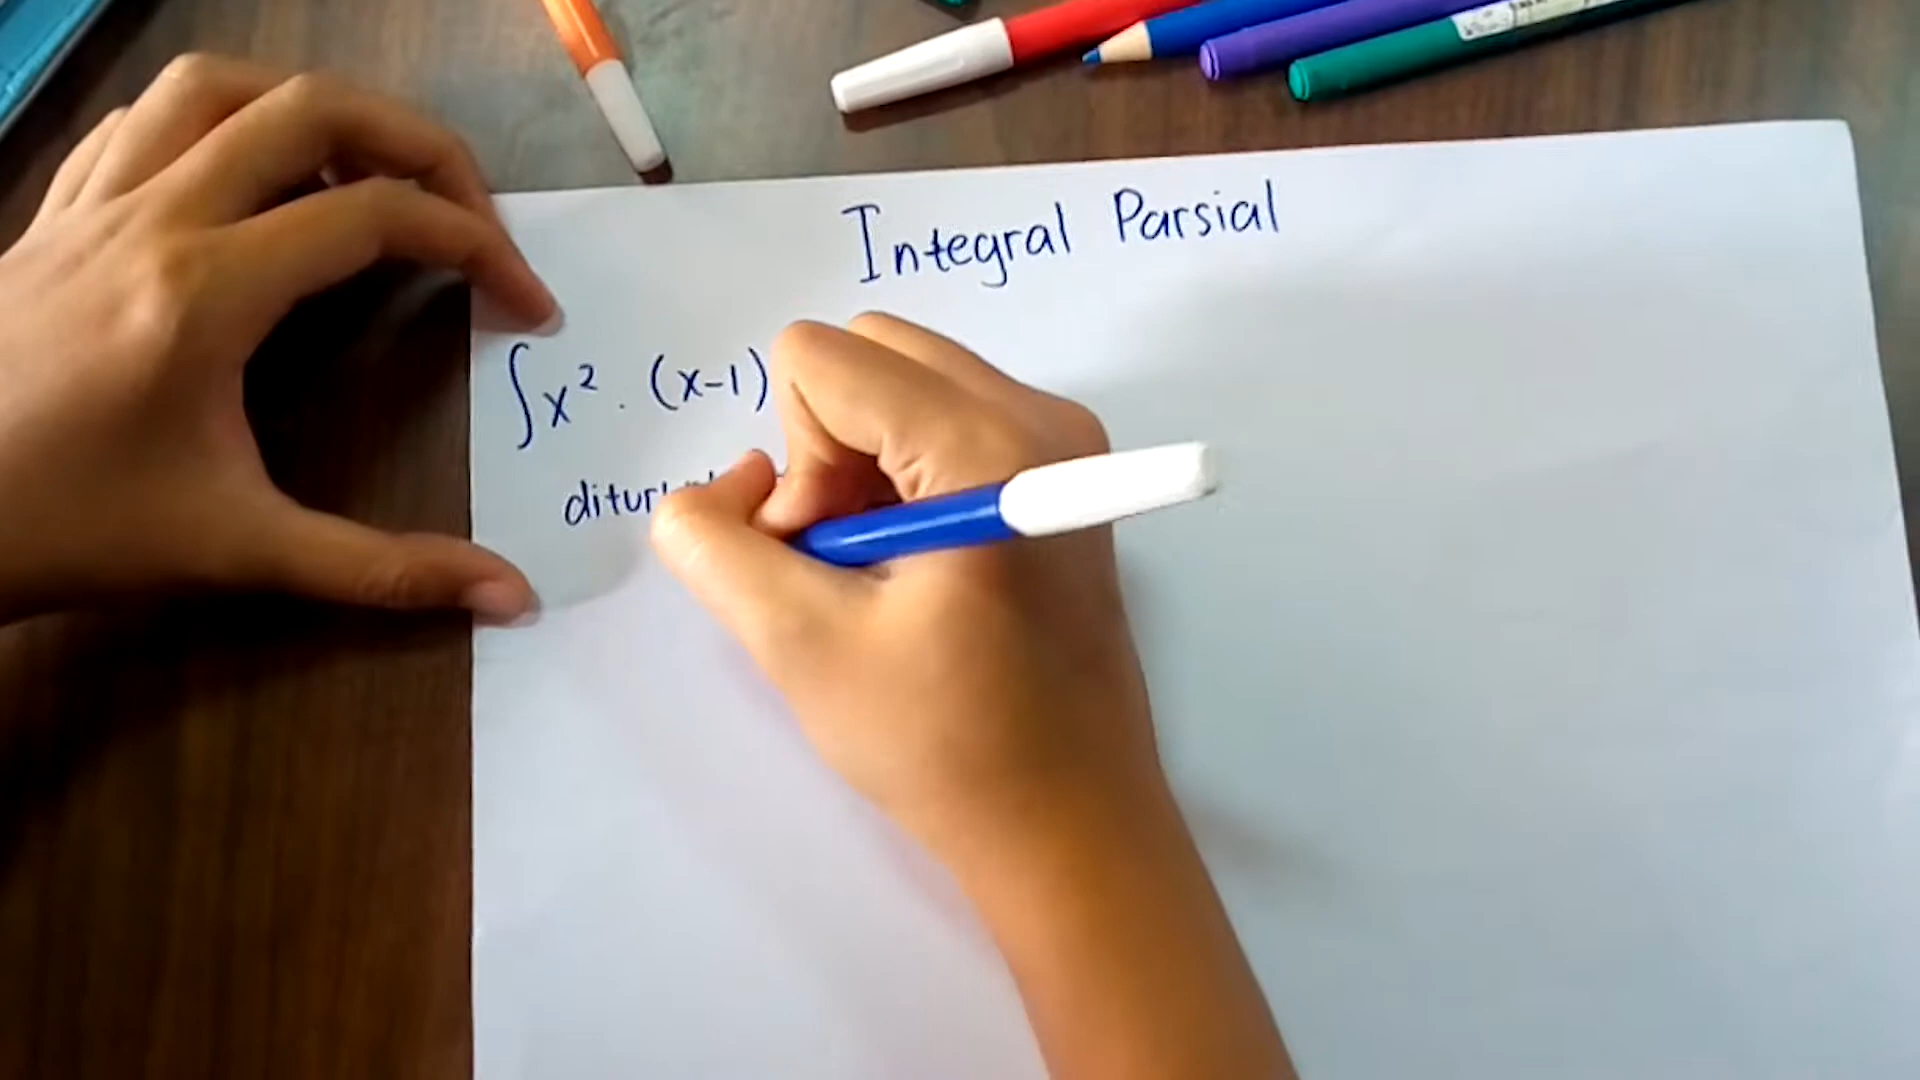 Integral Parsial
∫x² . (x-1)